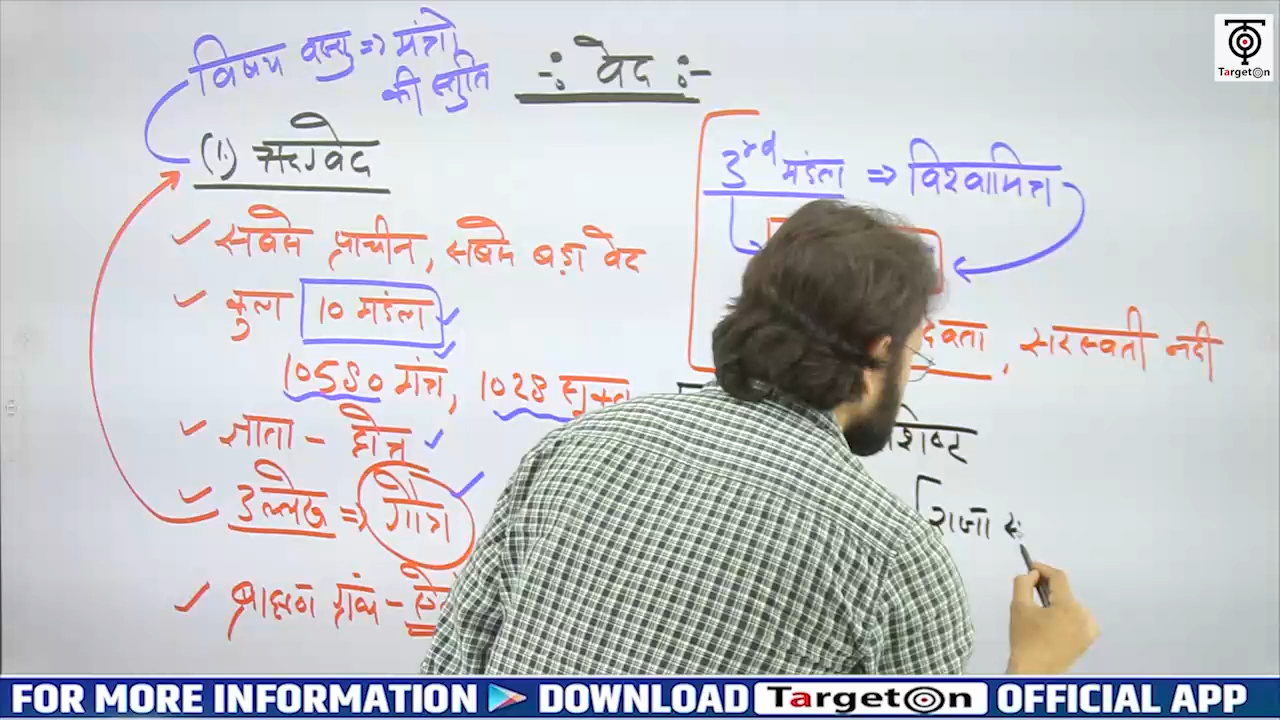 विषय वस्तु => मंत्रो
की स्तुति
-: वेद :-
(1.) ऋग्वेद
✓ सबसे प्राचीन, सबसे बड़ा वेद
✓ कुल 10 मंडल ✓
10580 मंत्र, 1028 सूक्त
✓ ज्ञाता - होत्र ✓
✓ उल्लेख => गौत्र ✓
✓ ब्राह्मण ग्रंथ -
3rd मंडल => विश्वामित्र
देवता, सरस्वती नदी
राजा
TargetOn
FOR MORE INFORMATION DOWNLOAD TargetOn OFFICIAL APP